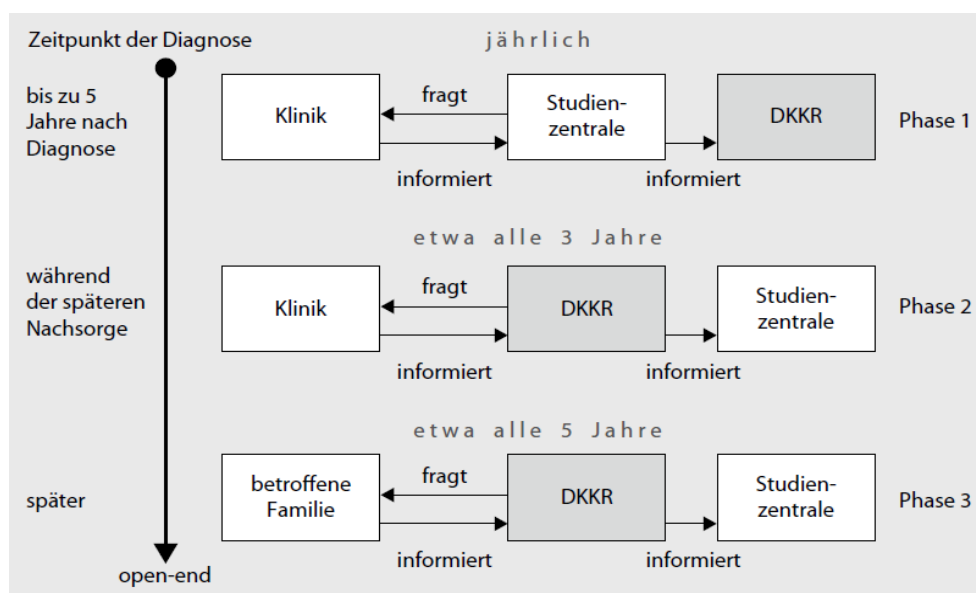 Zeitpunkt der Diagnose
jährlich
bis zu 5
Jahre nach
Diagnose
Klinik
fragt
informiert
Studien-
zentrale
informiert
DKKR
Phase 1
etwa alle 3 Jahre
während
der späteren
Nachsorge
Klinik
fragt
informiert
DKKR
informiert
Studien-
zentrale
Phase 2
etwa alle 5 Jahre
später
betroffene
Familie
fragt
informiert
DKKR
informiert
Studien-
zentrale
Phase 3
open-end